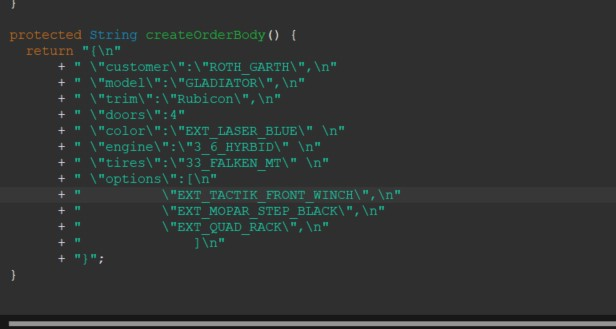 }
protected String createOrderBody() {
return "{\n"
+ " \"customer\":\"ROTH_GARTH\",\n"
+ " \"model\":\"GLADIATOR\",\n"
+ " \"trim\":\"Rubicon\",\n"
+ " \"doors\":4"
+ " \"color\":\"EXT_LASER_BLUE\" \n"
+ " \"engine\":\"3_6_HYRBID\" \n"
+ " \"tires\":\"33_FALKEN_MT\" \n"
+ " \"options\":[\n"
+ " \"EXT_TACTIK_FRONT_WINCH\",\n"
+ " \"EXT_MOPAR_STEP_BLACK\",\n"
+ " \"EXT_QUAD_RACK\",\n"
+ " ]\n"
+ "}";
}